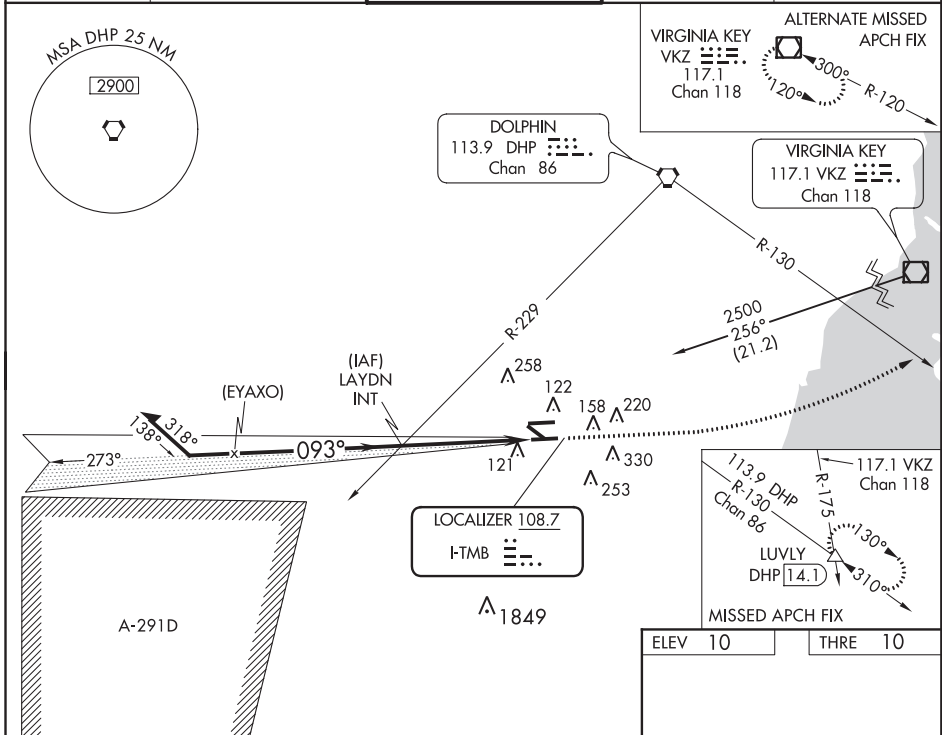 MSA DHP 25 NM
2900
ALTERNATE MISSED
APCH FIX
VIRGINIA KEY
VKZ
117.1
Chan 118
300°
120°
R-120
DOLPHIN
113.9 DHP
Chan 86
VIRGINIA KEY
117.1 VKZ
Chan 118
R-130
R-229
2500
256°
(21.2)
(IAF)
LAYDN
INT
(EYAXO)
258
122
158
220
138°
318°
x
093°
273°
121
330
253
LOCALIZER 108.7
I-TMB
1849
A-291D
113.9 DHP
R-130
Chan 86
117.1 VKZ
Chan 118
R-175
130°
LUVLY
DHP 14.1
310°
MISSED APCH FIX
ELEV 10
THRE 10